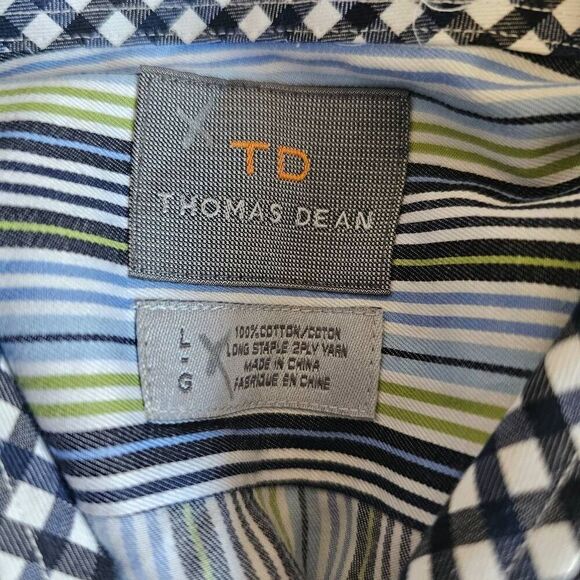 TD
THOMAS DEAN
L-G
100% COTTON/COTON
LONG STAPLE 2PLY YARN
MADE IN CHINA
FABRIQUE EN CHINE